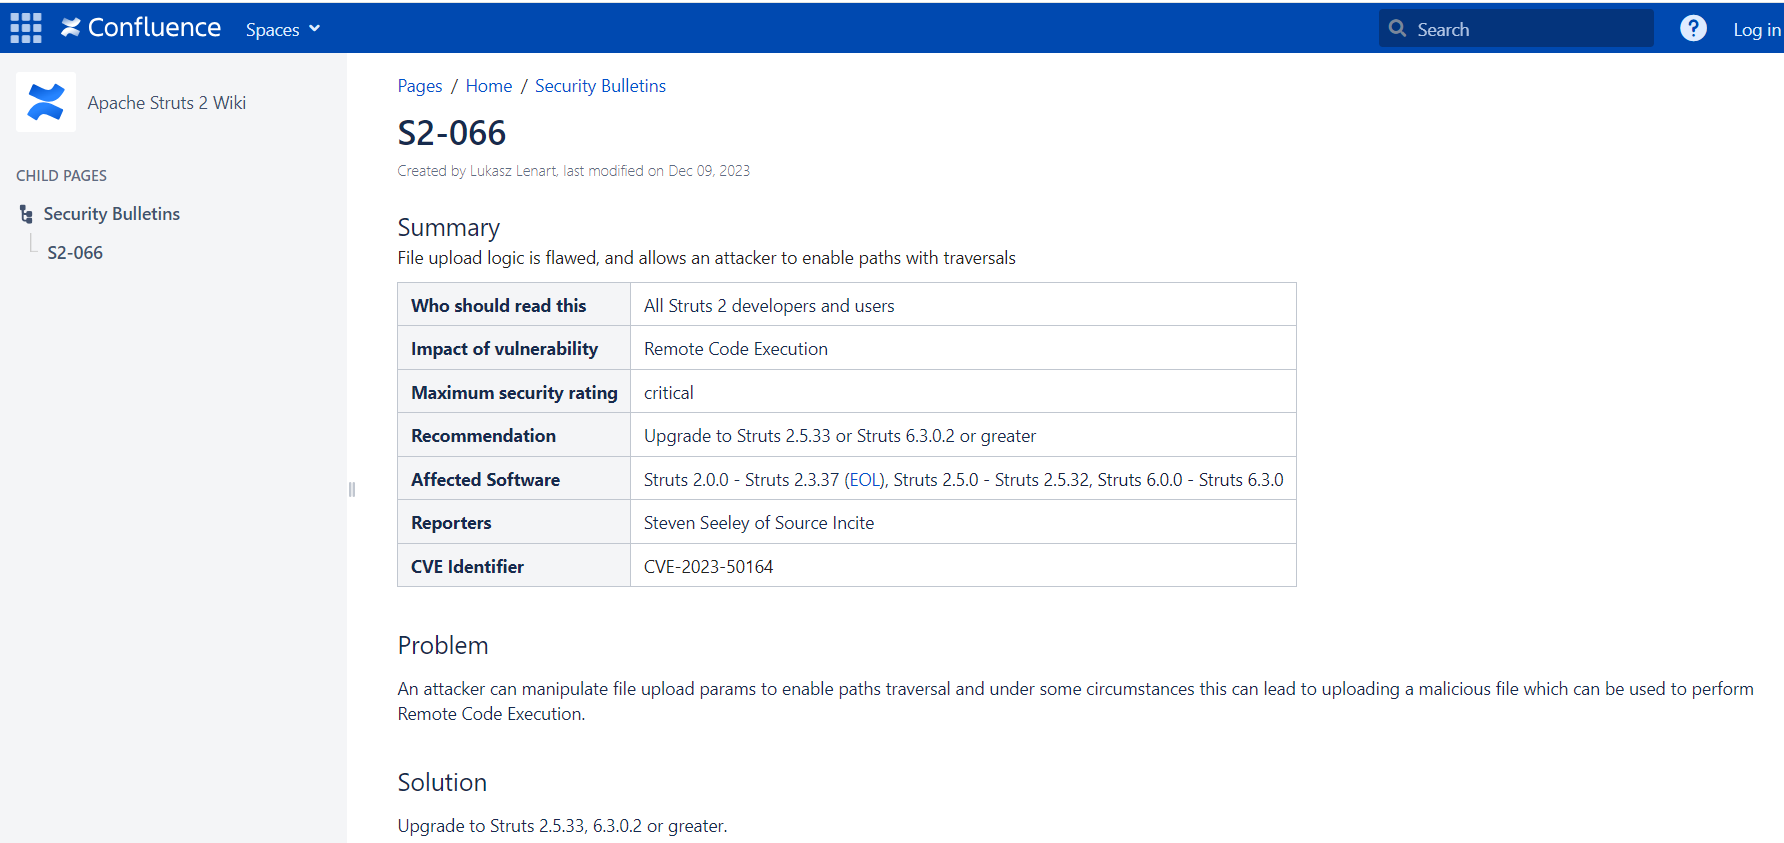 Confluence Spaces Search ? Log in
Apache Struts 2 Wiki
CHILD PAGES
Security Bulletins
S2-066
Pages / Home / Security Bulletins
S2-066
Created by Lukasz Lenart, last modified on Dec 09, 2023
Summary
File upload logic is flawed, and allows an attacker to enable paths with traversals
Who should read this All Struts 2 developers and users
Impact of vulnerability Remote Code Execution
Maximum security rating critical
Recommendation Upgrade to Struts 2.5.33 or Struts 6.3.0.2 or greater
Affected Software Struts 2.0.0 - Struts 2.3.37 (EOL), Struts 2.5.0 - Struts 2.5.32, Struts 6.0.0 - Struts 6.3.0
Reporters Steven Seeley of Source Incite
CVE Identifier CVE-2023-50164
Problem
An attacker can manipulate file upload params to enable paths traversal and under some circumstances this can lead to uploading a malicious file which can be used to perform
Remote Code Execution.
Solution
Upgrade to Struts 2.5.33, 6.3.0.2 or greater.